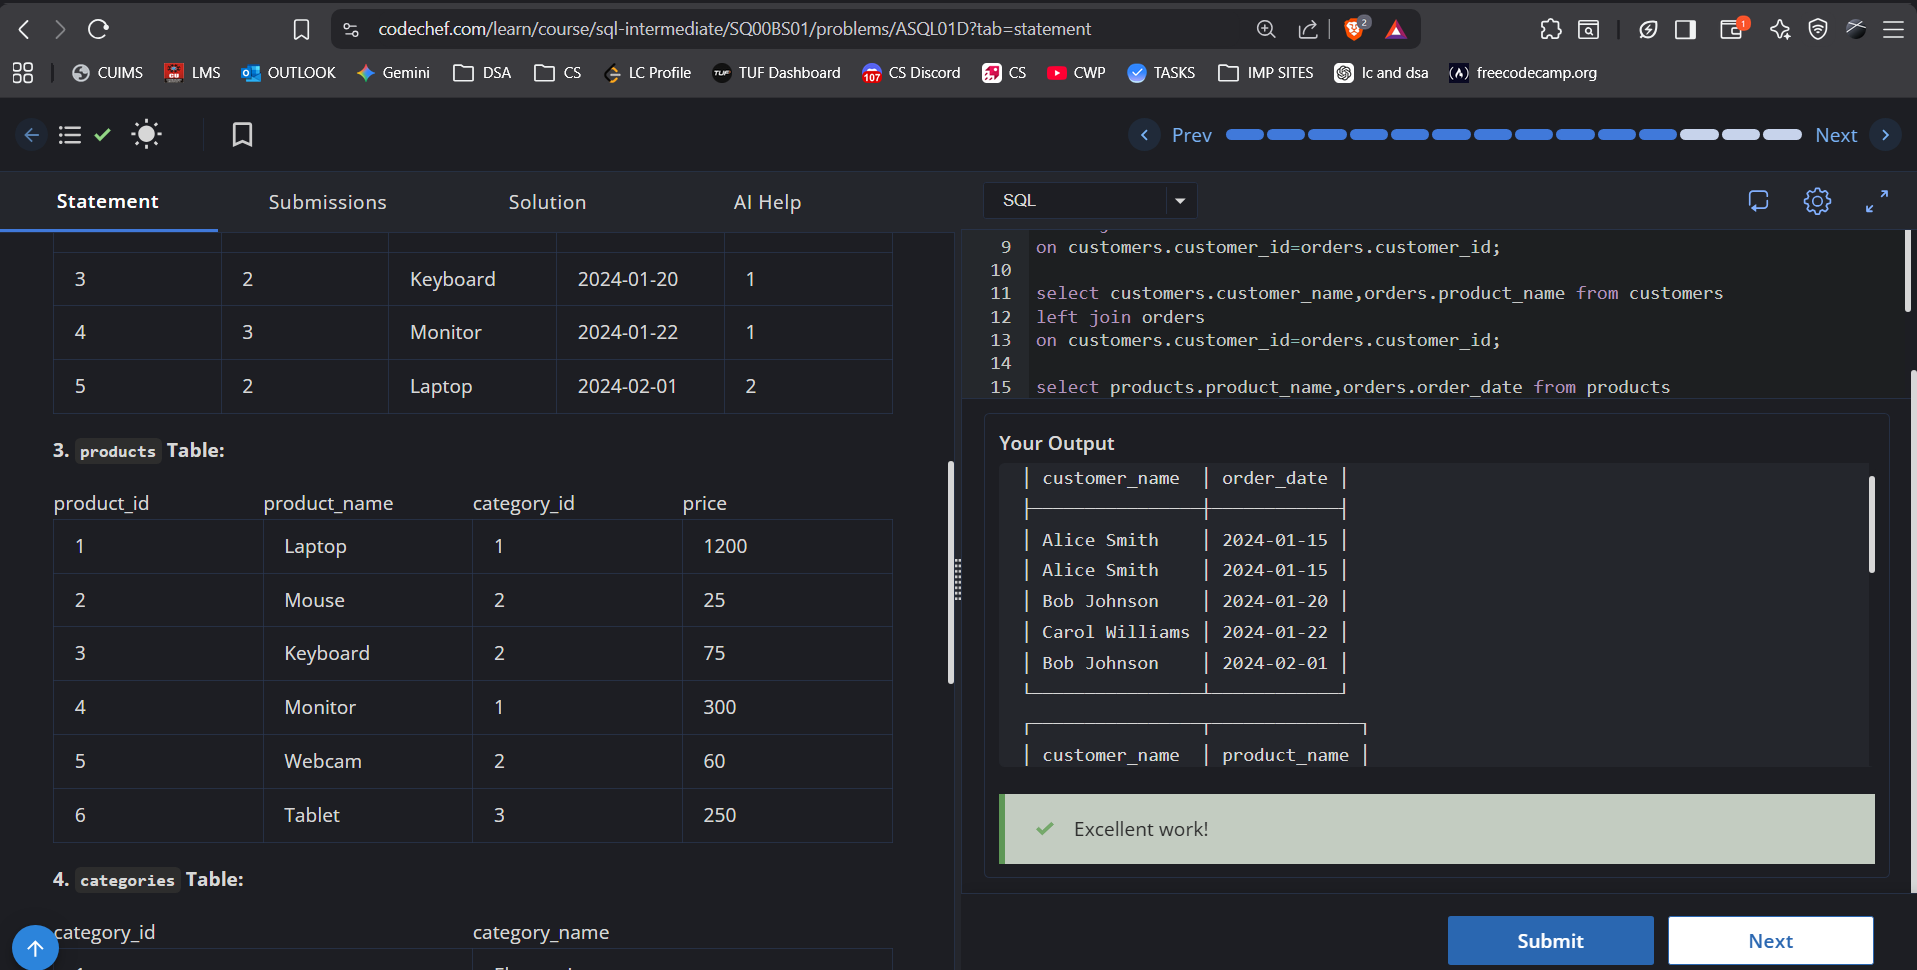 codechef.com/learn/course/sql-intermediate/SQ00BS01/problems/ASQL01D?tab=statement
2
1
CUIMS LMS OUTLOOK Gemini DSA CS LC Profile TUF TUF Dashboard 107 CS Discord CS CWP TASKS IMP SITES lc and dsa freecodecamp.org
Prev
Next
Statement Submissions Solution AI Help
SQL
3 2 Keyboard 2024-01-20 1
4 3 Monitor 2024-01-22 1
5 2 Laptop 2024-02-01 2
3. products Table:
product_id product_name category_id price
1 Laptop 1 1200
2 Mouse 2 25
3 Keyboard 2 75
4 Monitor 1 300
5 Webcam 2 60
6 Tablet 3 250
4. categories Table:
category_id category_name
9 on customers.customer_id=orders.customer_id;
10
11 select customers.customer_name,orders.product_name from customers
12 left join orders
13 on customers.customer_id=orders.customer_id;
14
15 select products.product_name,orders.order_date from products
Your Output
| customer_name | order_date |
| Alice Smith | 2024-01-15 |
| Alice Smith | 2024-01-15 |
| Bob Johnson | 2024-01-20 |
| Carol Williams | 2024-01-22 |
| Bob Johnson | 2024-02-01 |
| customer_name | product_name |
Excellent work!
Submit
Next